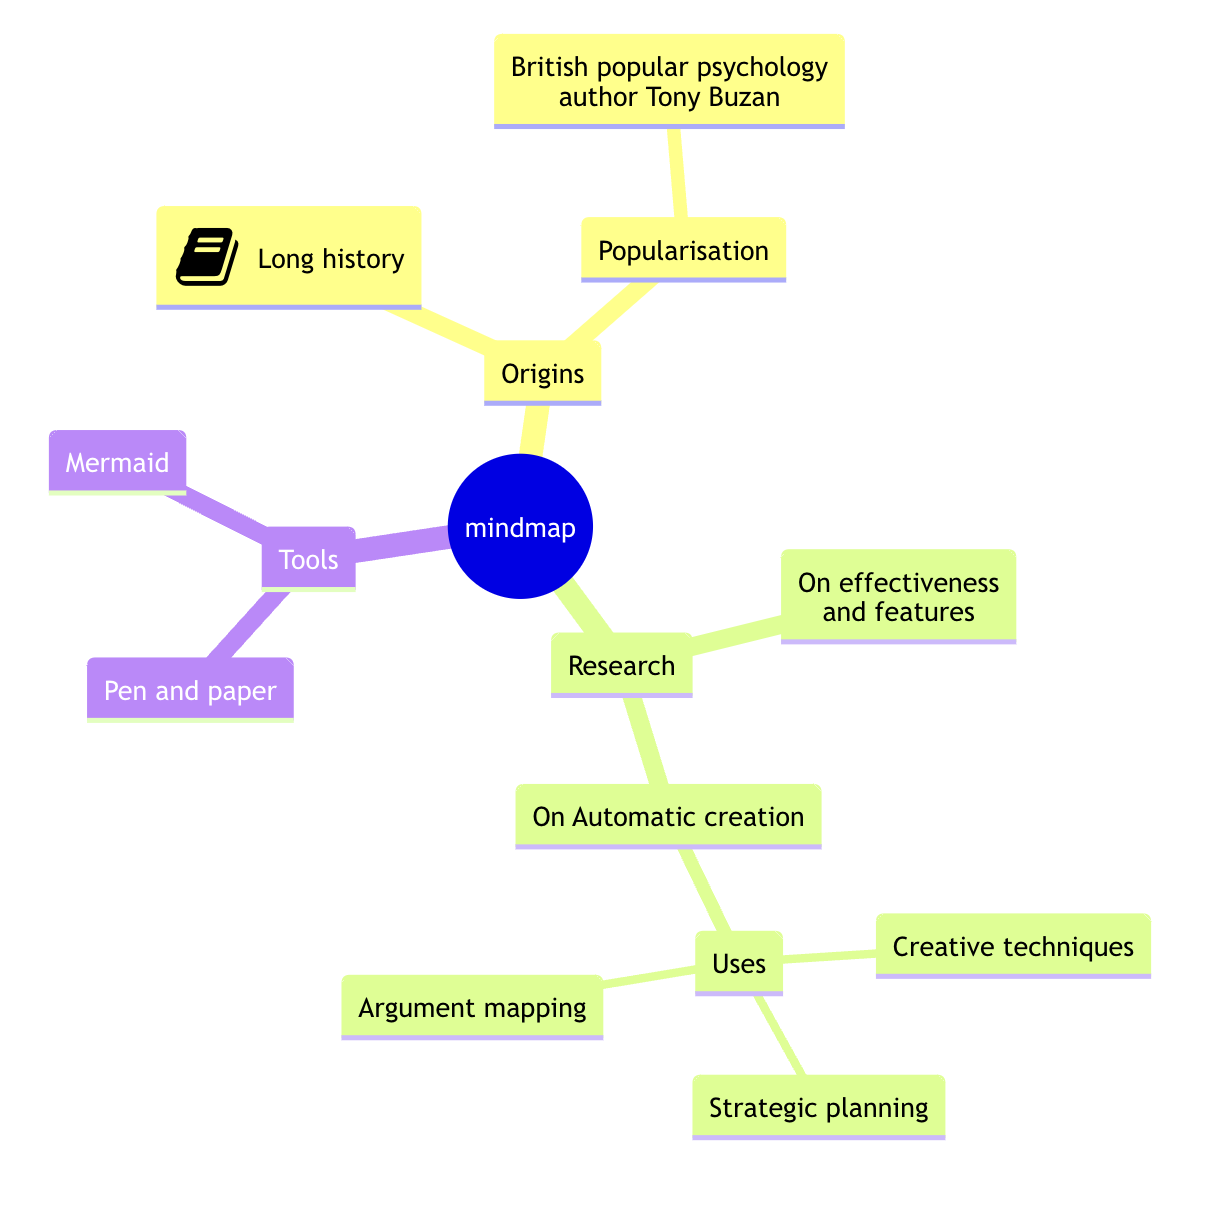 British popular psychology
author Tony Buzan
Long history
Popularisation
Origins
Mermaid
mindmap
Tools
On effectiveness
and features
Research
Pen and paper
On Automatic creation
Creative techniques
Uses
Argument mapping
Strategic planning